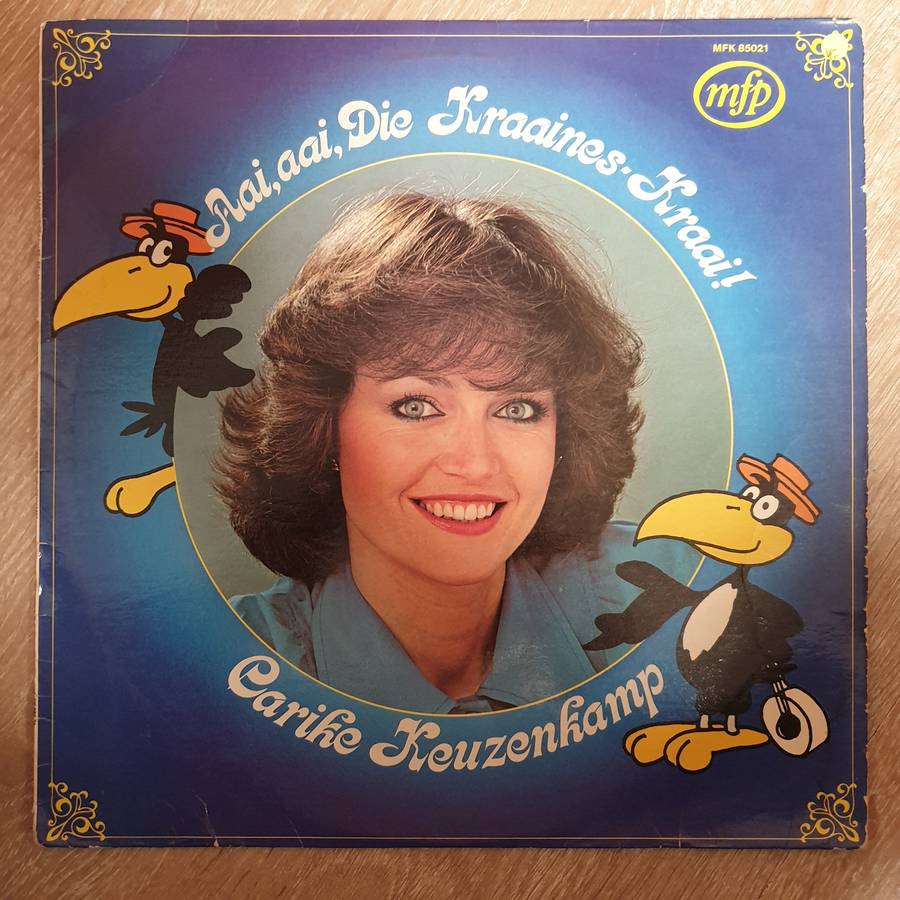 MFK 85021
mfp
Aai, aai, Die Kraaines-Kraai!
Carike Keuzenkamp